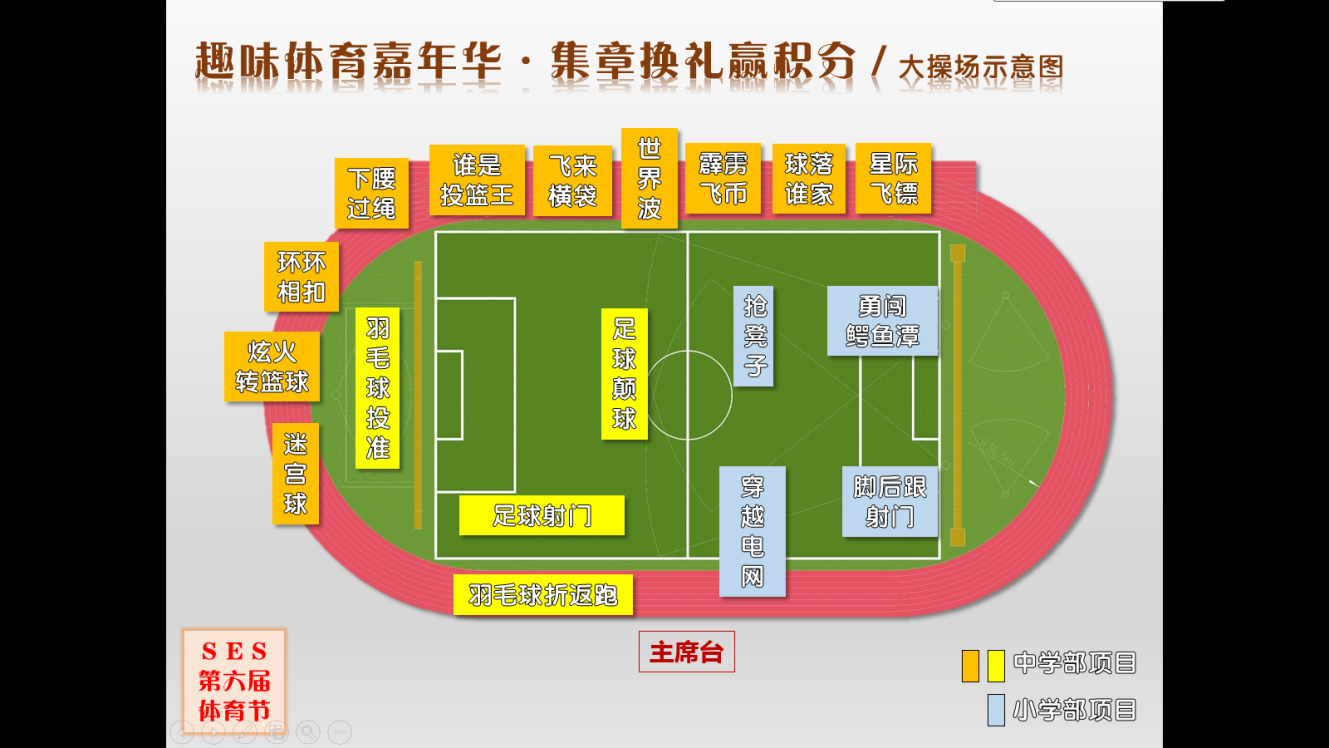 趣味体育嘉年华·集章换礼赢积分 / 大操场示意图
下腰
过绳
谁是
投篮王
飞来
横袋
世
界
波
霹雳
飞币
球落
谁家
星际
飞镖
环环
相扣
炫火
转篮球
迷
宫
球
羽
毛
球
投
准
足
球
颠
球
抢
凳
子
勇闯
鳄鱼潭
足球射门
穿
越
电
网
脚后跟
射门
羽毛球折返跑
主席台
SES
第六届
体育节
中学部项目
小学部项目